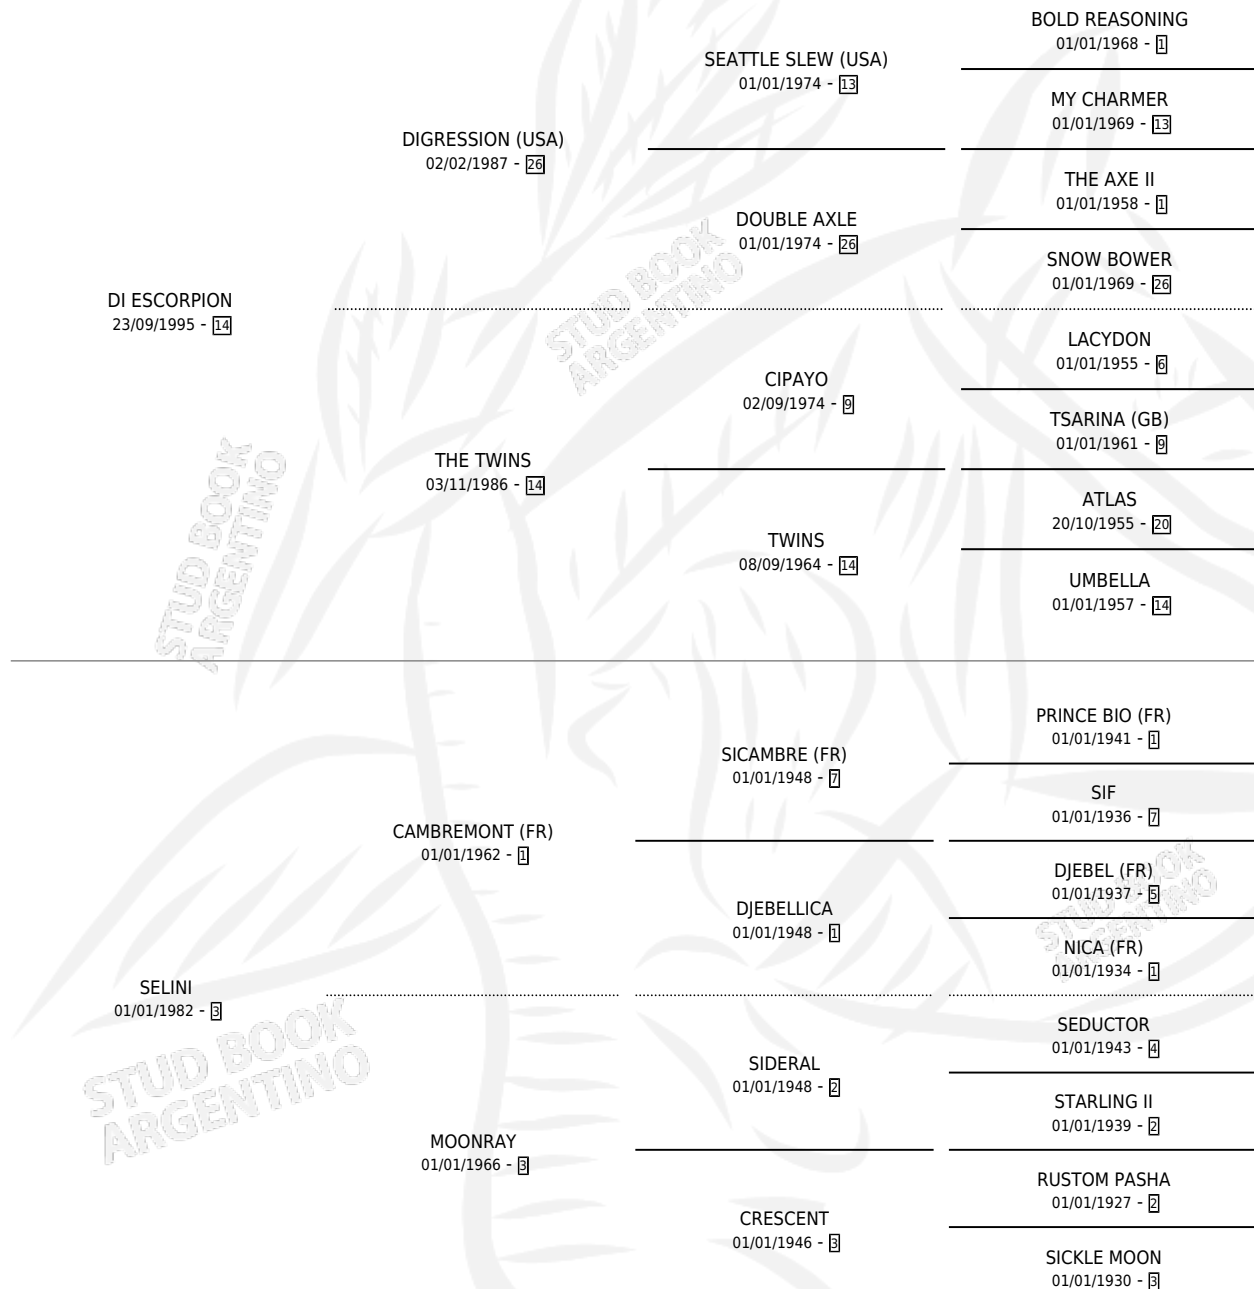 BOLD REASONING
01/01/1968 - 1
SEATTLE SLEW (USA)
01/01/1974 - 13
MY CHARMER
01/01/1969 - 13
DIGRESSION (USA)
02/02/1987 - 26
THE AXE II
01/01/1958 - 1
DOUBLE AXLE
01/01/1974 - 26
SNOW BOWER
01/01/1969 - 26
DI ESCORPION
23/09/1995 - 14
LACYDON
01/01/1955 - 6
CIPAYO
02/09/1974 - 9
TSARINA (GB)
01/01/1961 - 9
THE TWINS
03/11/1986 - 14
ATLAS
20/10/1955 - 20
TWINS
08/09/1964 - 14
UMBELLA
01/01/1957 - 14
PRINCE BIO (FR)
01/01/1941 - 1
SICAMBRE (FR)
01/01/1948 - 7
SIF
01/01/1936 - 7
CAMBREMONT (FR)
01/01/1962 - 1
DJEBEL (FR)
01/01/1937 - 5
DJEBELLICA
01/01/1948 - 1
NICA (FR)
01/01/1934 - 1
SELINI
01/01/1982 - 3
SEDUCTOR
01/01/1943 - 4
SIDERAL
01/01/1948 - 2
STARLING II
01/01/1939 - 2
MOONRAY
01/01/1966 - 3
RUSTOM PASHA
01/01/1927 - 2
CRESCENT
01/01/1946 - 3
SICKLE MOON
01/01/1930 - 3
STUD BOOK
ARGENTINO
STUD BOOK
ARGENTINO
STUD BOOK
ARGENTINO
STUD BOOK
ARGENTINO